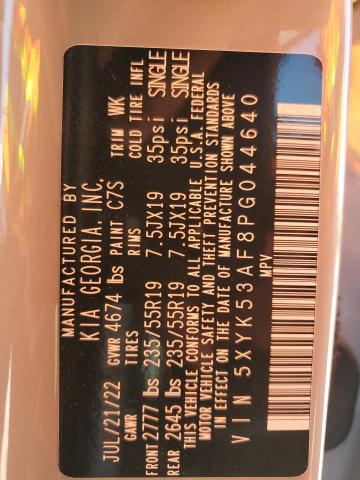 MANUFACTURED BY
KIA GEORGIA, INC.
JUL/21/22 GVWR 4674 lbs PAINT C7S TRIM WK
GAWR TIRES RIMS COLD TIRE INFL
FRONT 2777 lbs 235/55R19 7.5JX19 35psi SINGLE
REAR 2645 lbs 235/55R19 7.5JX19 35psi SINGLE
THIS VEHICLE CONFORMS TO ALL APPLICABLE U.S.A. FEDERAL
MOTOR VEHICLE SAFETY AND THEFT PREVENTION STANDARDS
IN EFFECT ON THE DATE OF MANUFACTURE SHOWN ABOVE
VIN 5XYK53AF8PG044640
MPV